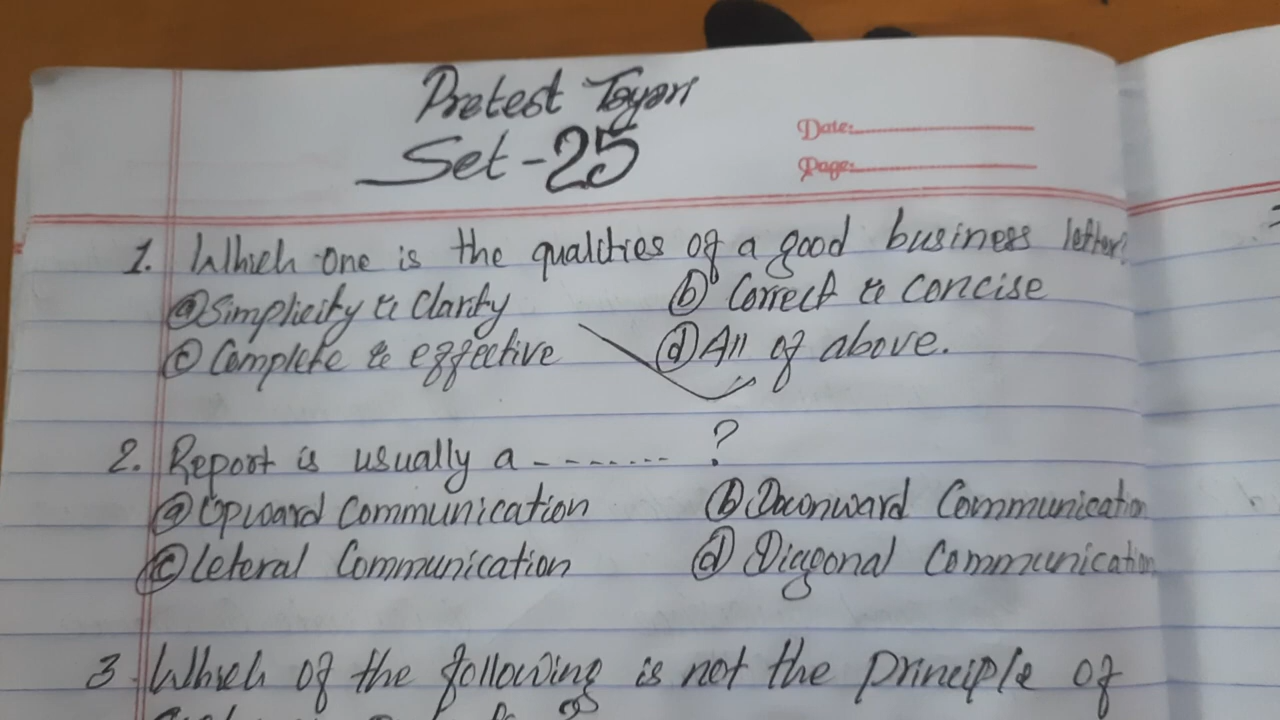 Pretest Tayari
Set-25
Date:
Page:
1. Which one is the qualities of a good business letter?
ⓐ Simplicity & Clarity ⓑ Correct & concise
ⓒ Complete & effective ⓓ All of above.
2. Report is usually a -------- ?
ⓐ Upward Communication ⓑ Downward Communication
ⓒ Leteral Communication ⓓ Diagonal Communication
3. Which of the following is not the principle of